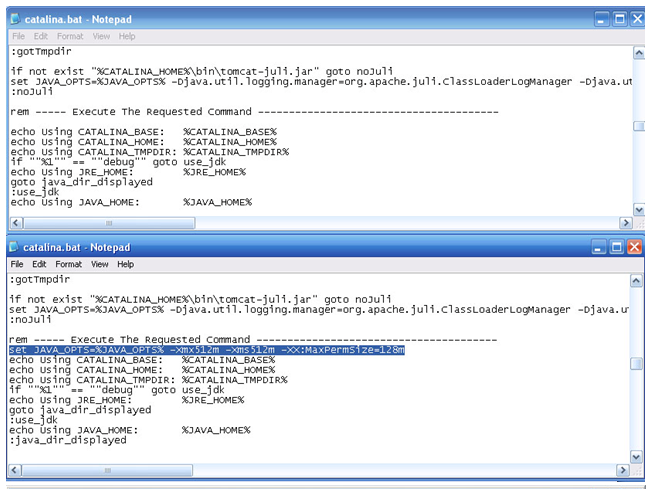 catalina.bat - Notepad
File Edit Format View Help
:gotTmpdir
if not exist "%CATALINA_HOME%\bin\tomcat-juli.jar" goto noJuli
set JAVA_OPTS=%JAVA_OPTS% -Djava.util.logging.manager=org.apache.juli.ClassLoaderLogManager -Djava.ut
:noJuli
rem ----- Execute The Requested Command ---------------------------------------
echo Using CATALINA_BASE:   %CATALINA_BASE%
echo Using CATALINA_HOME:   %CATALINA_HOME%
echo Using CATALINA_TMPDIR: %CATALINA_TMPDIR%
if ""%1"" == ""debug"" goto use_jdk
echo Using JRE_HOME:        %JRE_HOME%
goto java_dir_displayed
:use_jdk
echo Using JAVA_HOME:       %JAVA_HOME%
catalina.bat - Notepad
File Edit Format View Help
:gotTmpdir
if not exist "%CATALINA_HOME%\bin\tomcat-juli.jar" goto noJuli
set JAVA_OPTS=%JAVA_OPTS% -Djava.util.logging.manager=org.apache.juli.ClassLoaderLogManager -Djava.ut
:noJuli
rem ----- Execute The Requested Command ---------------------------------------
set JAVA_OPTS=%JAVA_OPTS% -Xmx512m -Xms512m -XX:MaxPermSize=128m
echo Using CATALINA_BASE:   %CATALINA_BASE%
echo Using CATALINA_HOME:   %CATALINA_HOME%
echo Using CATALINA_TMPDIR: %CATALINA_TMPDIR%
if ""%1"" == ""debug"" goto use_jdk
echo Using JRE_HOME:        %JRE_HOME%
goto java_dir_displayed
:use_jdk
echo Using JAVA_HOME:       %JAVA_HOME%
:java_dir_displayed